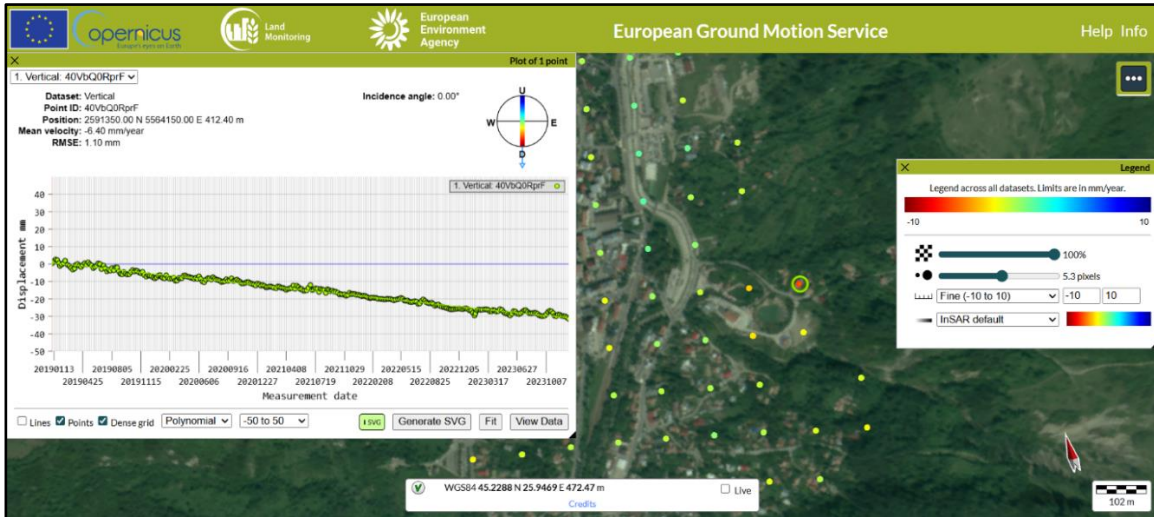 Copernicus
Europe's eyes on Earth
Land
Monitoring
European
Environment
Agency
European Ground Motion Service
Help Info
Plot of 1 point
1. Vertical: 40VbQ0RprF
Dataset: Vertical
Point ID: 40VbQ0RprF
Position: 2591350.00 N 5564150.00 E 412.40 m
Mean velocity: -6.40 mm/year
RMSE: 1.10 mm
Incidence angle: 0.00°
U
W E
D
1. Vertical: 40VbQ0RprF
Displacement mm
40
30
20
10
0
-10
-20
-30
-40
-50
20190113 20190805 20200225 20200916 20210408 20211029 20220515 20221205 20230627
20190425 20191115 20200606 20201227 20210719 20220208 20220825 20230317 20231007
Measurement date
Lines Points Dense grid Polynomial -50 to 50 SVG Generate SVG Fit View Data
Legend
Legend across all datasets. Limits are in mm/year.
-10 10
100%
5.3 pixels
Fine (-10 to 10) -10 10
InSAR default
WGS84 45.2288 N 25.9469 E 472.47 m Live
Credits
102 m